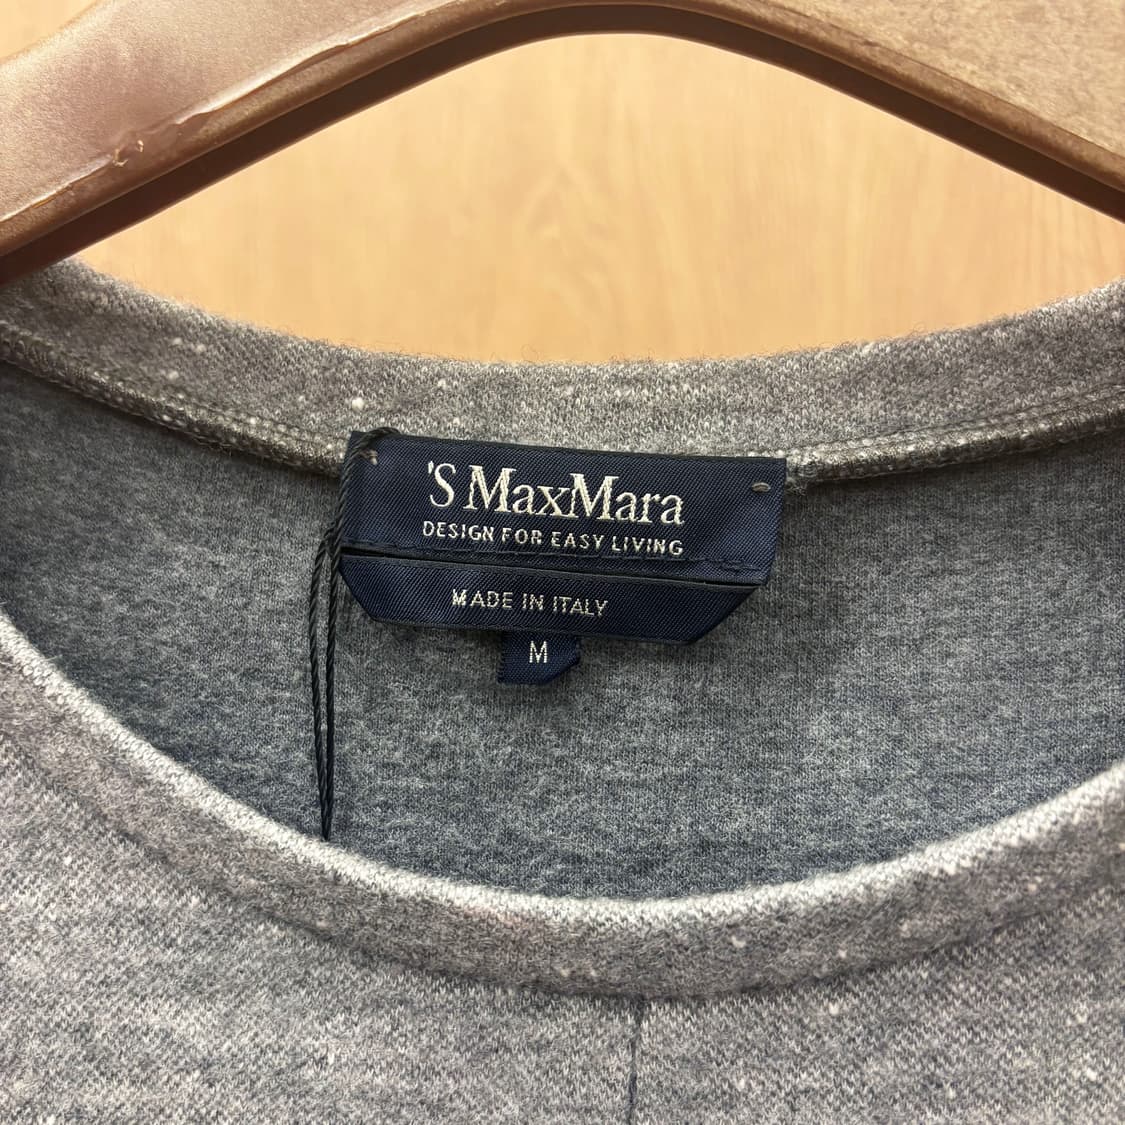 'S MaxMara
DESIGN FOR EASY LIVING
MADE IN ITALY
M